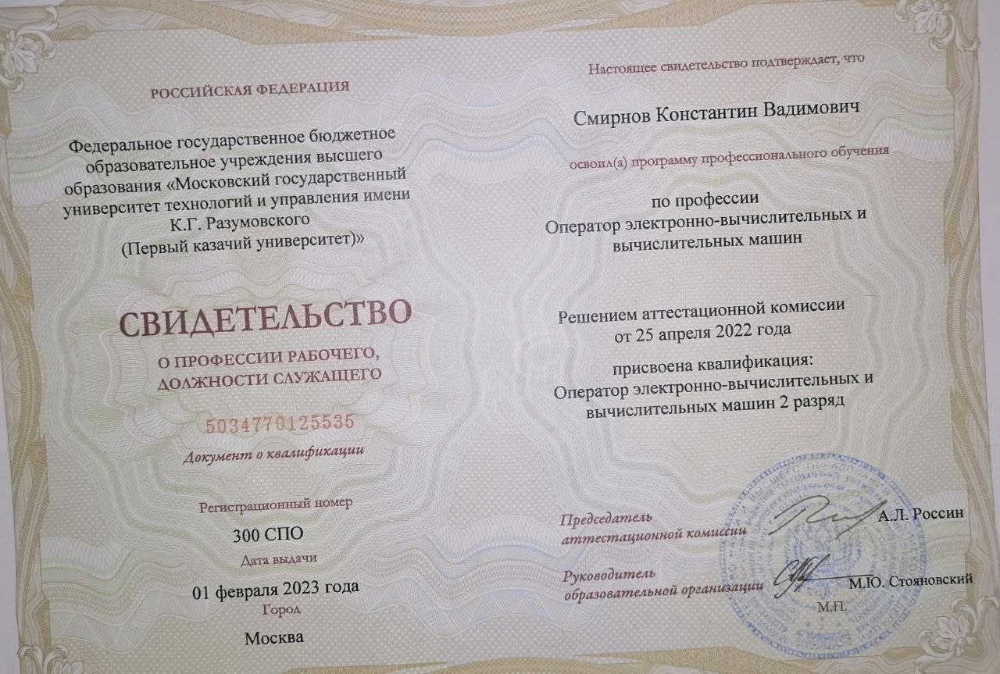 РОССИЙСКАЯ ФЕДЕРАЦИЯ
Федеральное государственное бюджетное
образовательное учреждения высшего
образования «Московский государственный
университет технологий и управления имени
К.Г. Разумовского
(Первый казачий университет)»
СВИДЕТЕЛЬСТВО
О ПРОФЕССИИ РАБОЧЕГО,
ДОЛЖНОСТИ СЛУЖАЩЕГО
5034770125535
Документ о квалификации
Регистрационный номер
300 СПО
Дата выдачи
01 февраля 2023 года
Город
Москва
Настоящее свидетельство подтверждает, что
Смирнов Константин Вадимович
освоил(а) программу профессионального обучения
по профессии
Оператор электронно-вычислительных и
вычислительных машин
Решением аттестационной комиссии
от 25 апреля 2022 года
присвоена квалификация:
Оператор электронно-вычислительных и
вычислительных машин 2 разряд
Председатель
аттестационной комиссии
А.Л. Россин
Руководитель
образовательной организации
М.Ю. Стояновский
М.П.